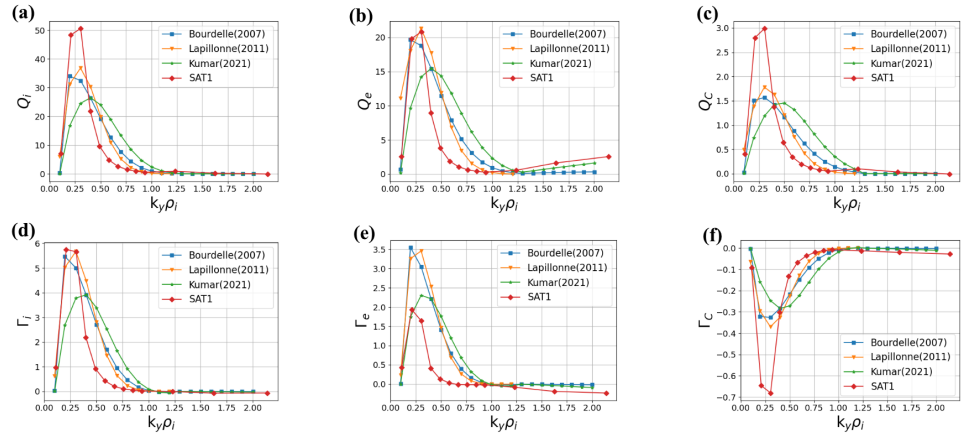 (a)
50
40
30
20
10
0
Q_i
Bourdelle(2007)
Lapillonne(2011)
Kumar(2021)
SAT1
0.00 0.25 0.50 0.75 1.00 1.25 1.50 1.75 2.00
k_yρ_i
(b)
20
15
10
5
0
Q_e
Bourdelle(2007)
Lapillonne(2011)
Kumar(2021)
SAT1
0.00 0.25 0.50 0.75 1.00 1.25 1.50 1.75 2.00
k_yρ_i
(c)
3.0
2.5
2.0
1.5
1.0
0.5
0.0
Q_C
Bourdelle(2007)
Lapillonne(2011)
Kumar(2021)
SAT1
0.00 0.25 0.50 0.75 1.00 1.25 1.50 1.75 2.00
k_yρ_i
(d)
6
5
4
3
2
1
0
Γ_i
Bourdelle(2007)
Lapillonne(2011)
Kumar(2021)
SAT1
0.00 0.25 0.50 0.75 1.00 1.25 1.50 1.75 2.00
k_yρ_i
(e)
3.5
3.0
2.5
2.0
1.5
1.0
0.5
0.0
Γ_e
Bourdelle(2007)
Lapillonne(2011)
Kumar(2021)
SAT1
0.00 0.25 0.50 0.75 1.00 1.25 1.50 1.75 2.00
k_yρ_i
(f)
0.0
−0.1
−0.2
−0.3
−0.4
−0.5
−0.6
−0.7
Γ_C
Bourdelle(2007)
Lapillonne(2011)
Kumar(2021)
SAT1
0.00 0.25 0.50 0.75 1.00 1.25 1.50 1.75 2.00
k_yρ_i